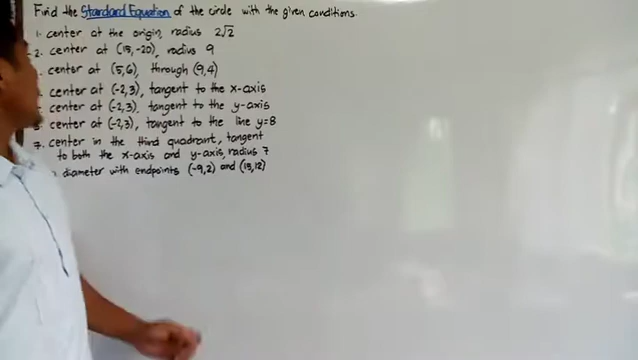 Find the Standard Equation of the circle with the given conditions.
1. center at the origin, radius 2√2
2. center at (15,-20), radius 9
. center at (5,6), through (9,4)
center at (-2,3), tangent to the x-axis
center at (-2,3), tangent to the y-axis
center at (-2,3), tangent to the line y=8
7. center in the third quadrant, tangent
to both the x-axis and y-axis, radius 7
diameter with endpoints (-9,2) and (15,12)